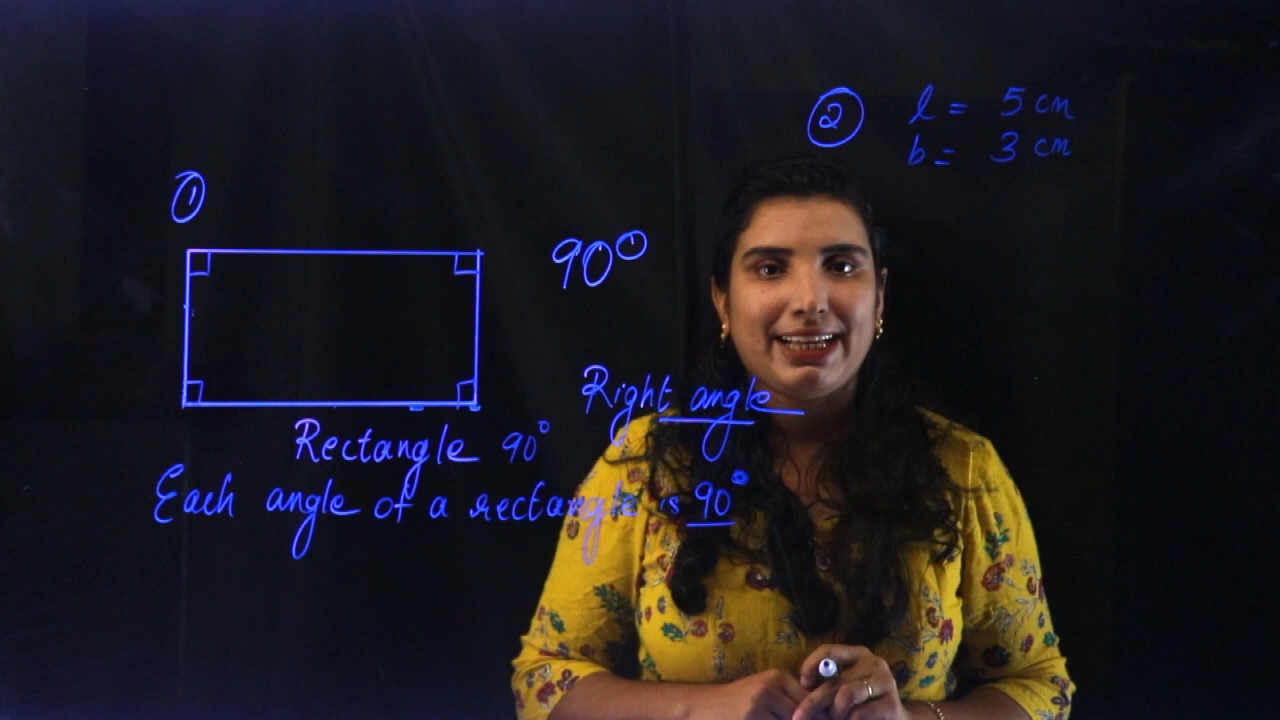 ①
90°
Right angle
Rectangle 90°
Each angle of a rectangle is 90°
② l = 5 cm
b = 3 cm